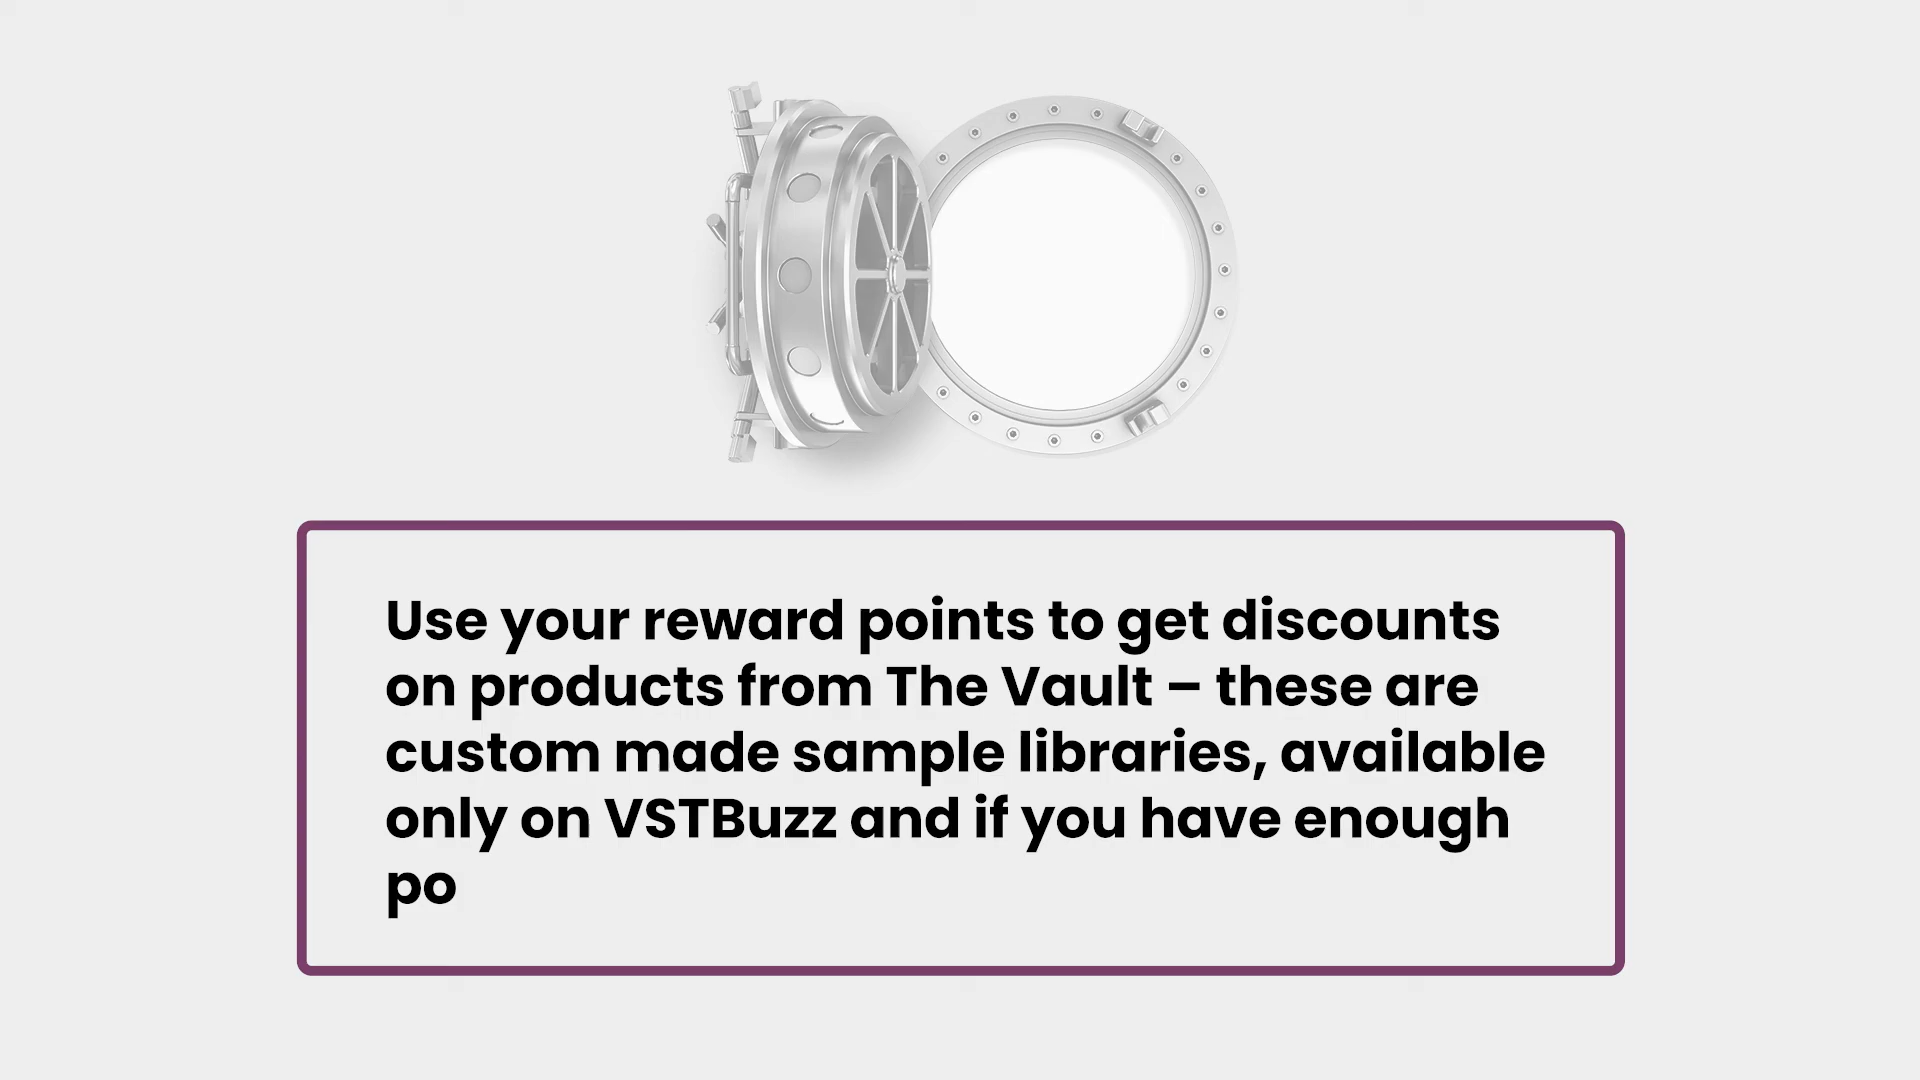 Use your reward points to get discounts
on products from The Vault – these are
custom made sample libraries, available
only on VSTBuzz and if you have enough
po